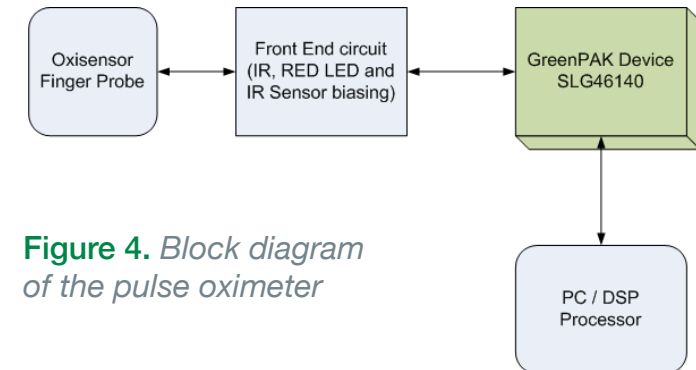 Oxisensor
Finger Probe
Front End circuit
(IR, RED LED and
IR Sensor biasing)
GreenPAK Device
SLG46140
Figure 4. Block diagram
of the pulse oximeter
PC / DSP
Processor